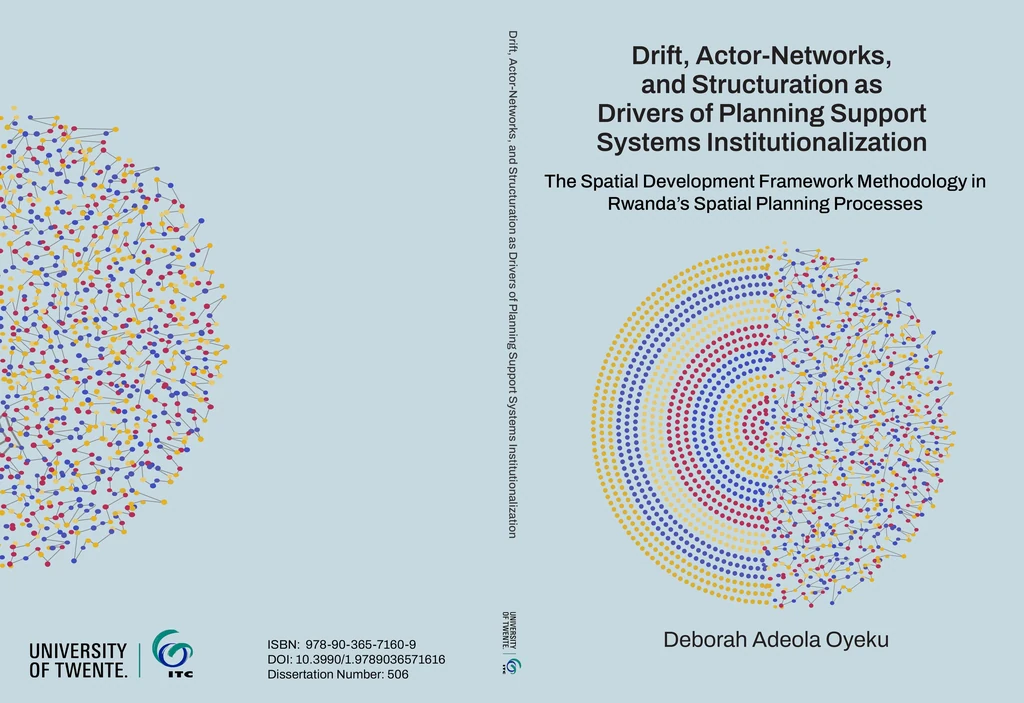 Drift, Actor-Networks,
and Structuration as
Drivers of Planning Support
Systems Institutionalization
The Spatial Development Framework Methodology in
Rwanda's Spatial Planning Processes
Deborah Adeola Oyeku
Drift, Actor-Networks, and Structuration as Drivers of Planning Support Systems Institutionalization
UNIVERSITY
OF TWENTE.
ITC
UNIVERSITY
OF TWENTE.
ITC
ISBN: 978-90-365-7160-9
DOI: 10.3990/1.9789036571616
Dissertation Number: 506